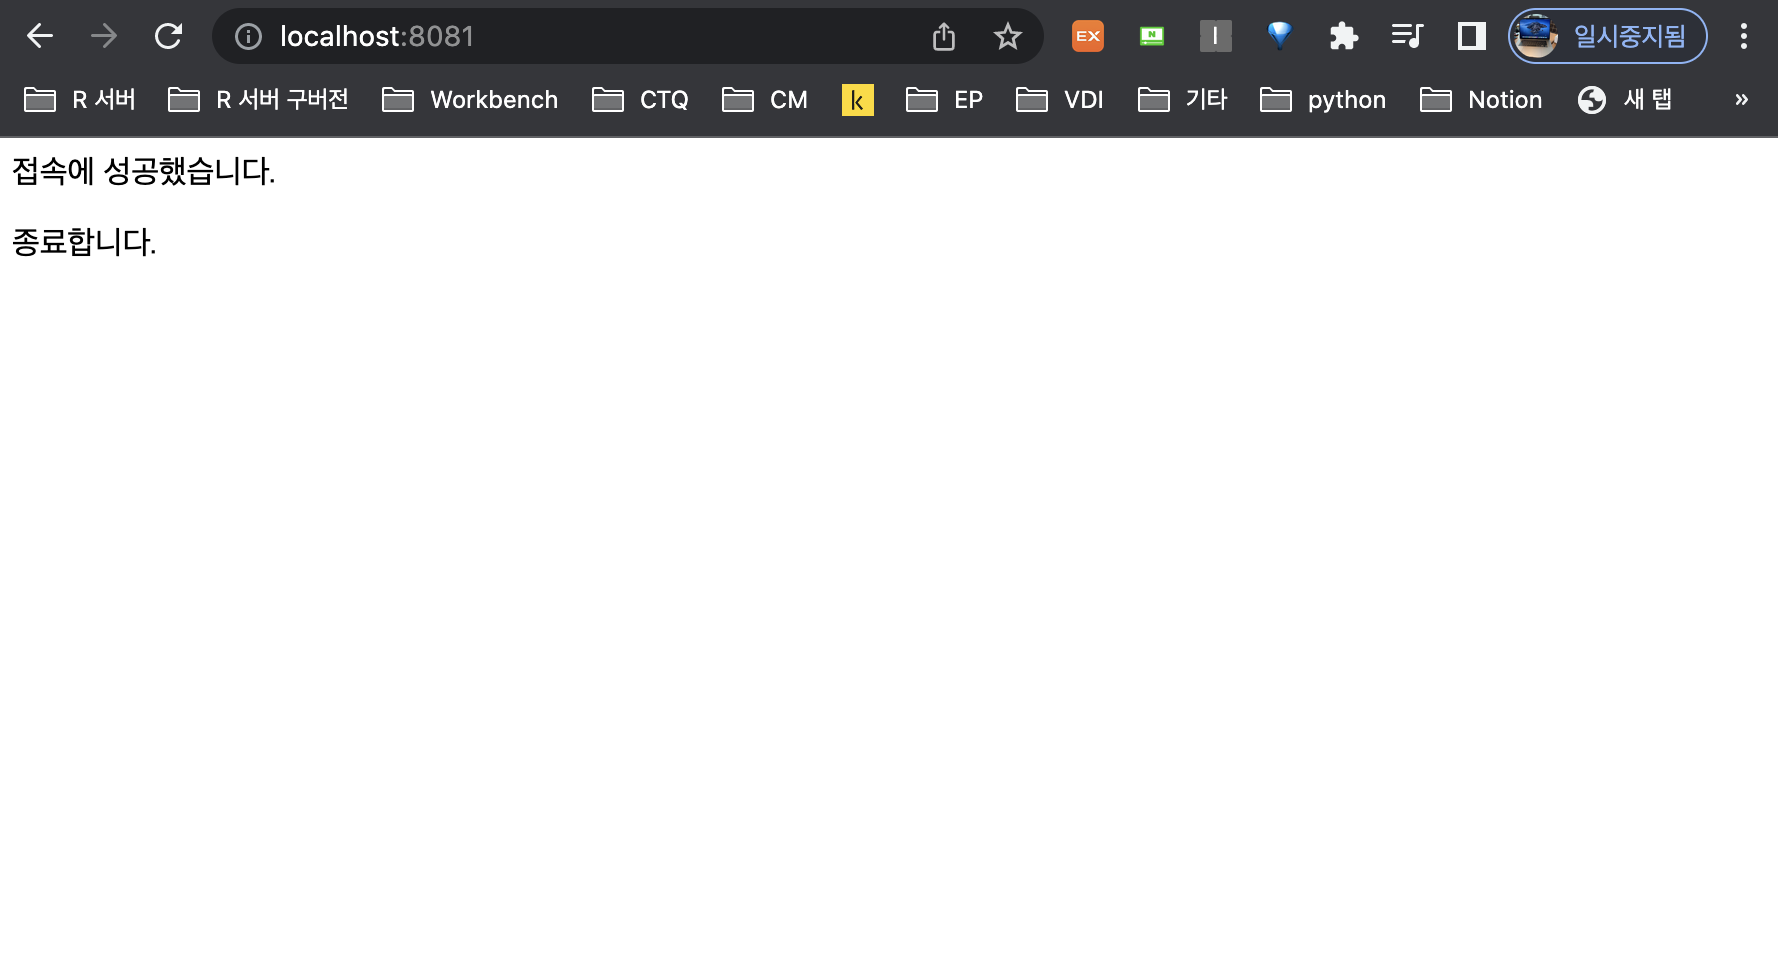 localhost:8081
EX
N
일시중지됨
R 서버
R 서버 구버전
Workbench
CTQ
CM
k
EP
VDI
기타
python
Notion
새 탭
»
접속에 성공했습니다.
종료합니다.